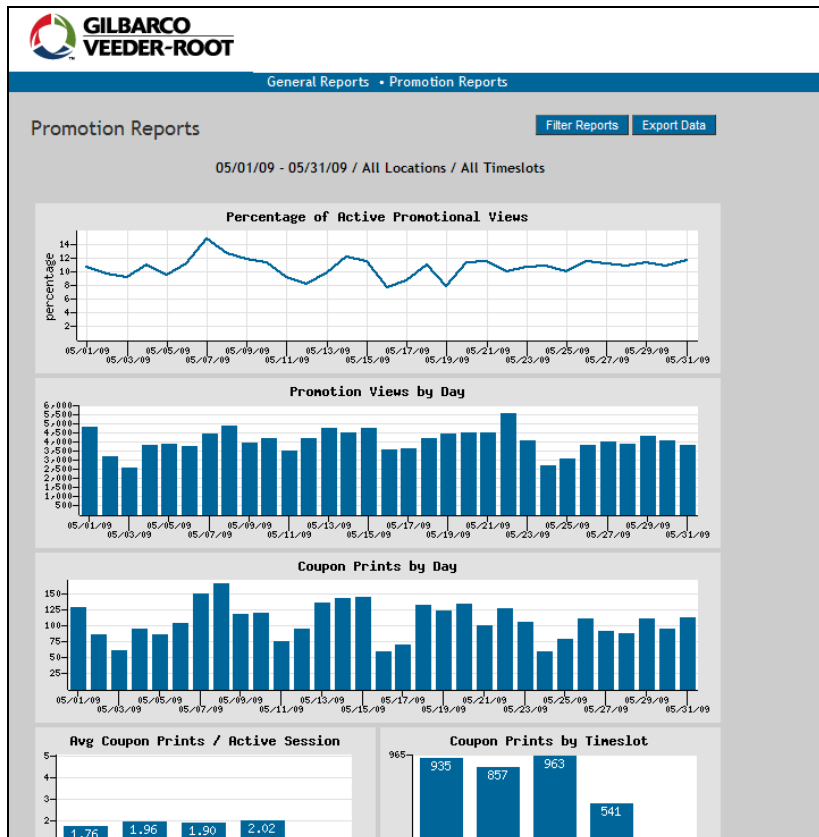 GILBARCO
VEEDER-ROOT
™
General Reports • Promotion Reports
Promotion Reports
Filter Reports
Export Data
05/01/09 - 05/31/09 / All Locations / All Timeslots
Percentage of Active Promotional Views
percentage
14
12
10
8
6
4
2
05/01/09 05/05/09 05/09/09 05/13/09 05/17/09 05/21/09 05/25/09 05/29/09
05/03/09 05/07/09 05/11/09 05/15/09 05/19/09 05/23/09 05/27/09 05/31/09
Promotion Views by Day
6,000
5,500
5,000
4,500
4,000
3,500
3,000
2,500
2,000
1,500
1,000
500
05/01/09 05/05/09 05/09/09 05/13/09 05/17/09 05/21/09 05/25/09 05/29/09
05/03/09 05/07/09 05/11/09 05/15/09 05/19/09 05/23/09 05/27/09 05/31/09
Coupon Prints by Day
150
125
100
75
50
25
05/01/09 05/05/09 05/09/09 05/13/09 05/17/09 05/21/09 05/25/09 05/29/09
05/03/09 05/07/09 05/11/09 05/15/09 05/19/09 05/23/09 05/27/09 05/31/09
Avg Coupon Prints / Active Session
5
4
3
2
1.76 1.96 1.90 2.02
Coupon Prints by Timeslot
965
935 857 963 541